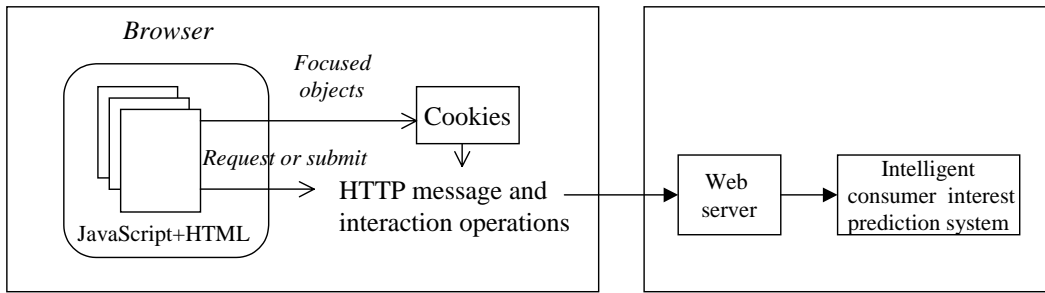 Browser
Focused
objects
Cookies
Request or submit
HTTP message and
interaction operations
JavaScript+HTML
Web
server
Intelligent
consumer interest
prediction system